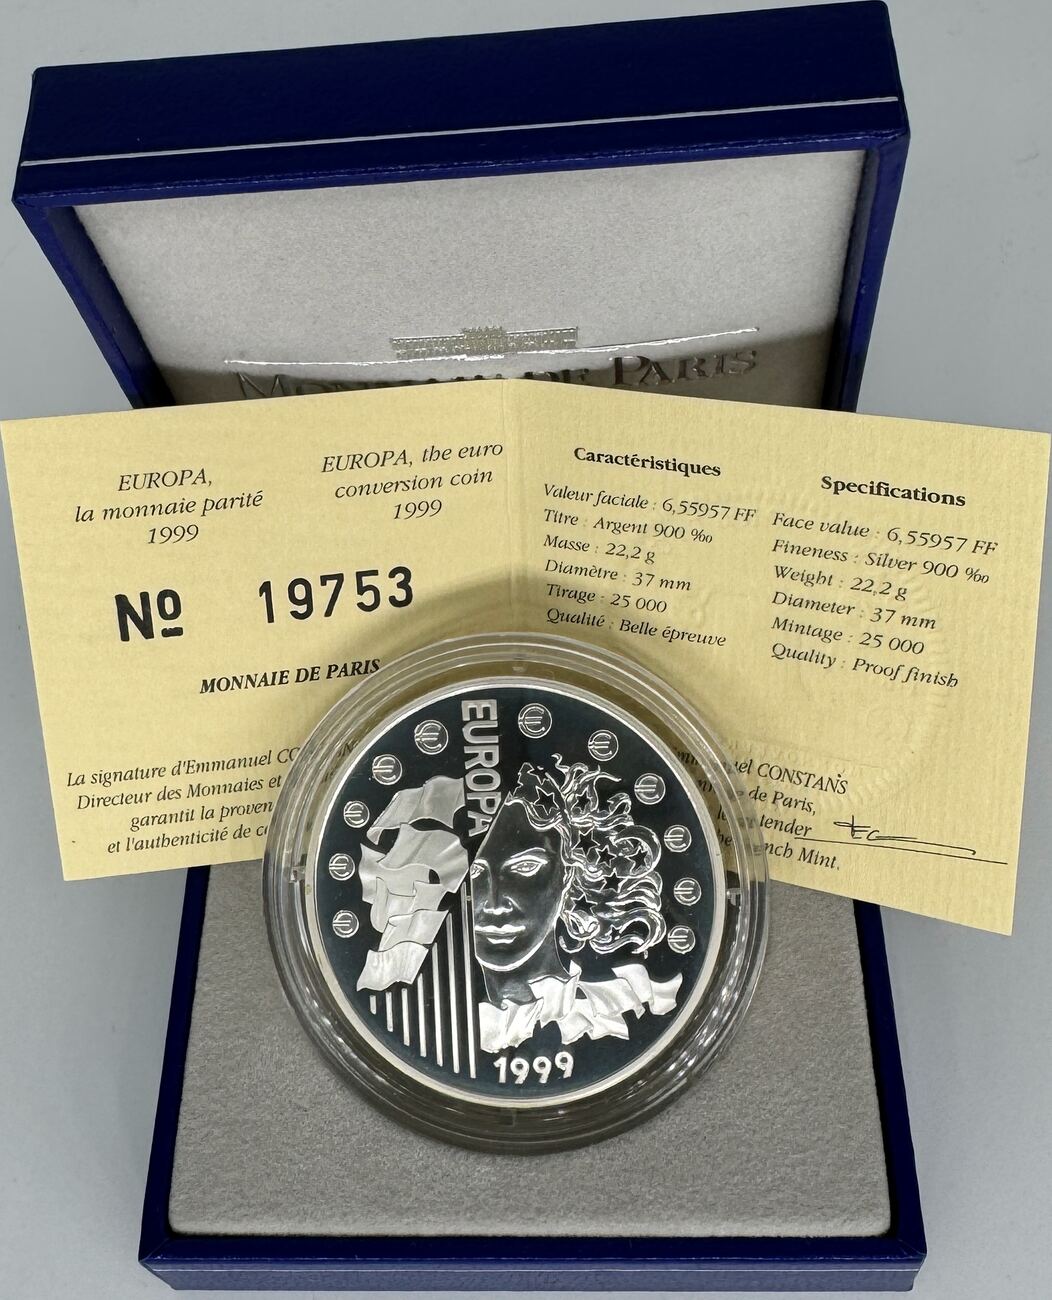 MONNAIE DE PARIS
EUROPA,
la monnaie parité
1999
EUROPA, the euro
conversion coin
1999
Nº 19753
MONNAIE DE PARIS
La signature d'Emmanuel
Directeur des Monnaies et
garantit la
et l'authenticité de
Caractéristiques
Valeur faciale : 6,55957 FF
Titre : Argent 900 ‰
Masse : 22,2 g
Diamètre : 37 mm
Tirage : 25 000
Qualité : Belle épreuve
Specifications
Face value : 6,55957 FF
Fineness : Silver 900 ‰
Weight : 22,2 g
Diameter : 37 mm
Mintage : 25 000
Quality : Proof finish
CONSTANS
de Paris,
tender
Mint.
EUROPA
€ € € € € € € € € € € €
1999